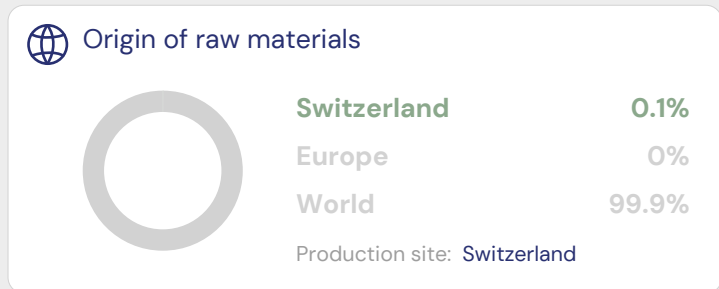 Origin of raw materials
Switzerland 0.1%
Europe 0%
World 99.9%
Production site: Switzerland